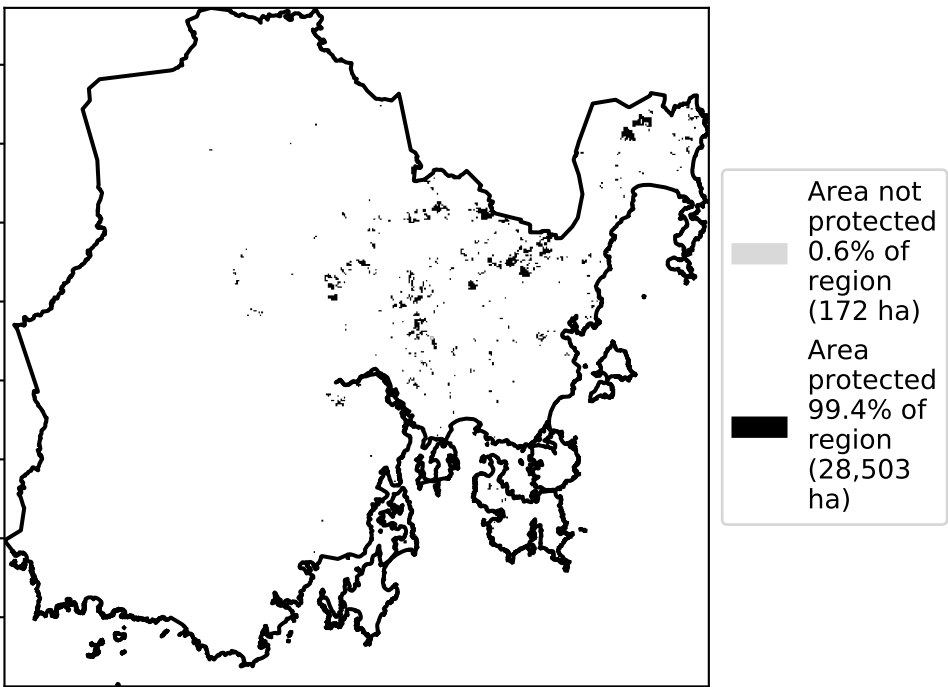 Area not
protected
0.6% of
region
(172 ha)
Area
protected
99.4% of
region
(28,503
ha)